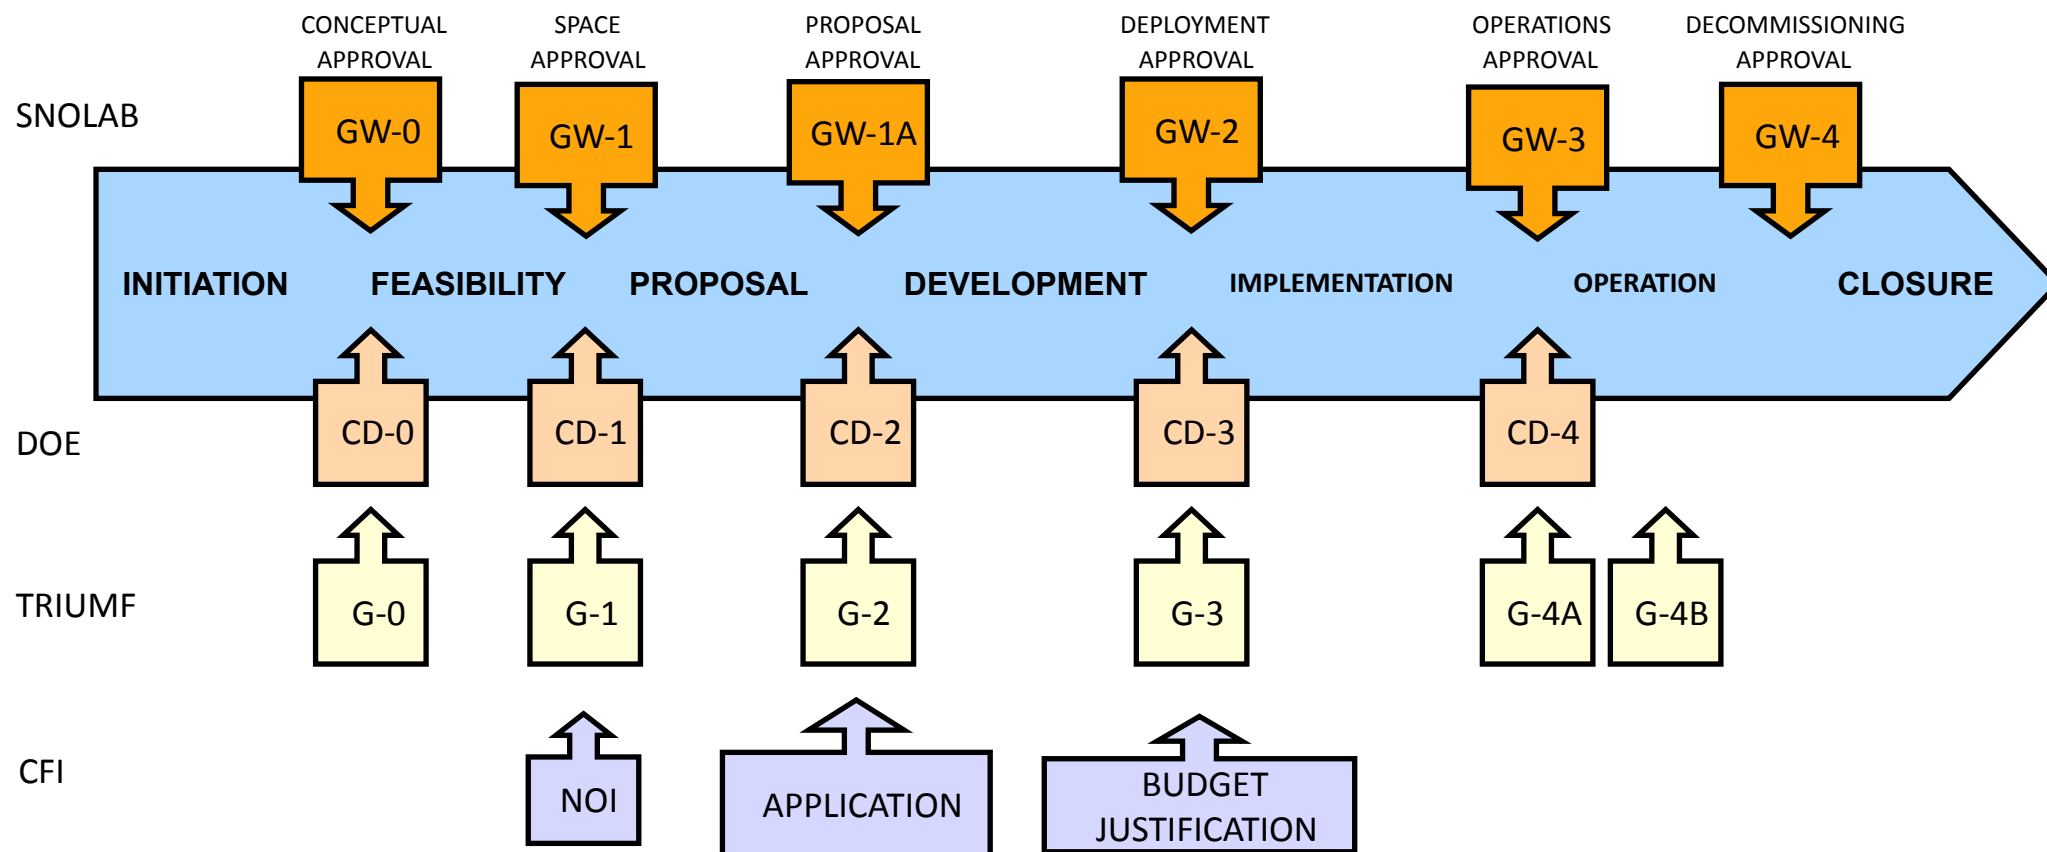 CONCEPTUAL
APPROVAL
SPACE
APPROVAL
PROPOSAL
APPROVAL
DEPLOYMENT
APPROVAL
OPERATIONS
APPROVAL
DECOMMISSIONING
APPROVAL
SNOLAB
GW-0
GW-1
GW-1A
GW-2
GW-3
GW-4
INITIATION
FEASIBILITY
PROPOSAL
DEVELOPMENT
IMPLEMENTATION
OPERATION
CLOSURE
DOE
CD-0
CD-1
CD-2
CD-3
CD-4
TRIUMF
G-0
G-1
G-2
G-3
G-4A
G-4B
CFI
NOI
APPLICATION
BUDGET
JUSTIFICATION